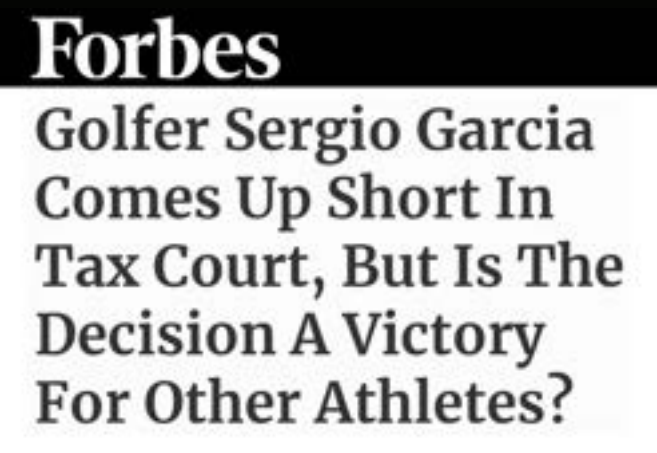 Forbes
Golfer Sergio Garcia
Comes Up Short In
Tax Court, But Is The
Decision A Victory
For Other Athletes?